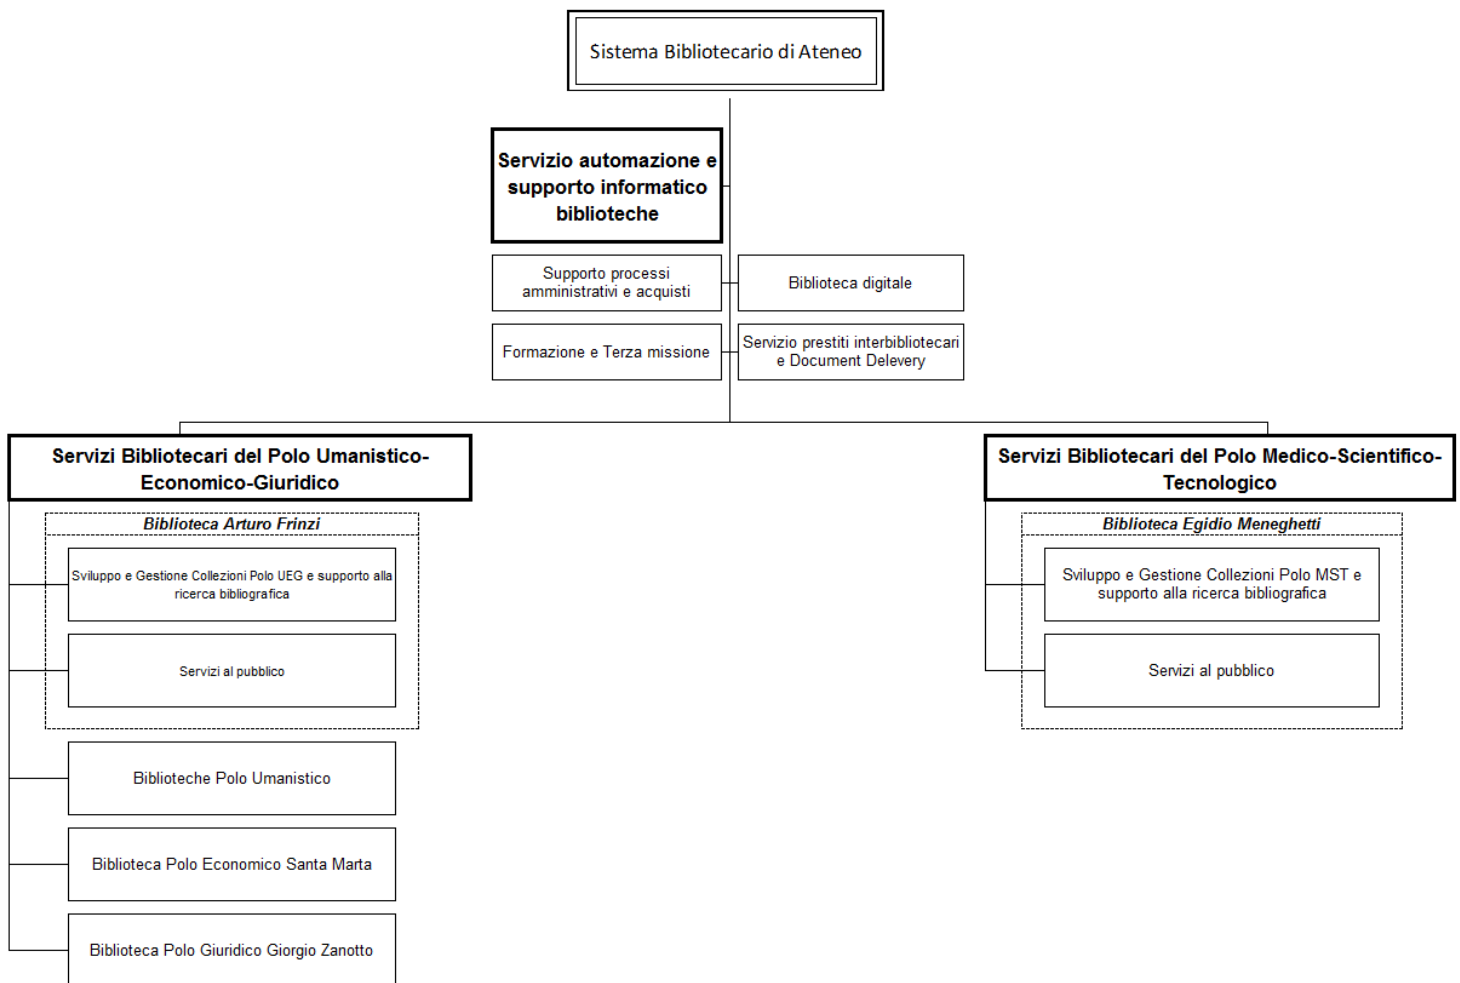 Sistema Bibliotecario di Ateneo
Servizio automazione e
supporto informatico
biblioteche
Supporto processi
amministrativi e acquisti
Biblioteca digitale
Formazione e Terza missione
Servizio prestiti interbibliotecari
e Document Delevery
Servizi Bibliotecari del Polo Umanistico-
Economico-Giuridico
Biblioteca Arturo Frinzi
Sviluppo e Gestione Collezioni Polo UEG e supporto alla
ricerca bibliografica
Servizi al pubblico
Biblioteche Polo Umanistico
Biblioteca Polo Economico Santa Marta
Biblioteca Polo Giuridico Giorgio Zanotto
Servizi Bibliotecari del Polo Medico-Scientifico-
Tecnologico
Biblioteca Egidio Meneghetti
Sviluppo e Gestione Collezioni Polo MST e
supporto alla ricerca bibliografica
Servizi al pubblico